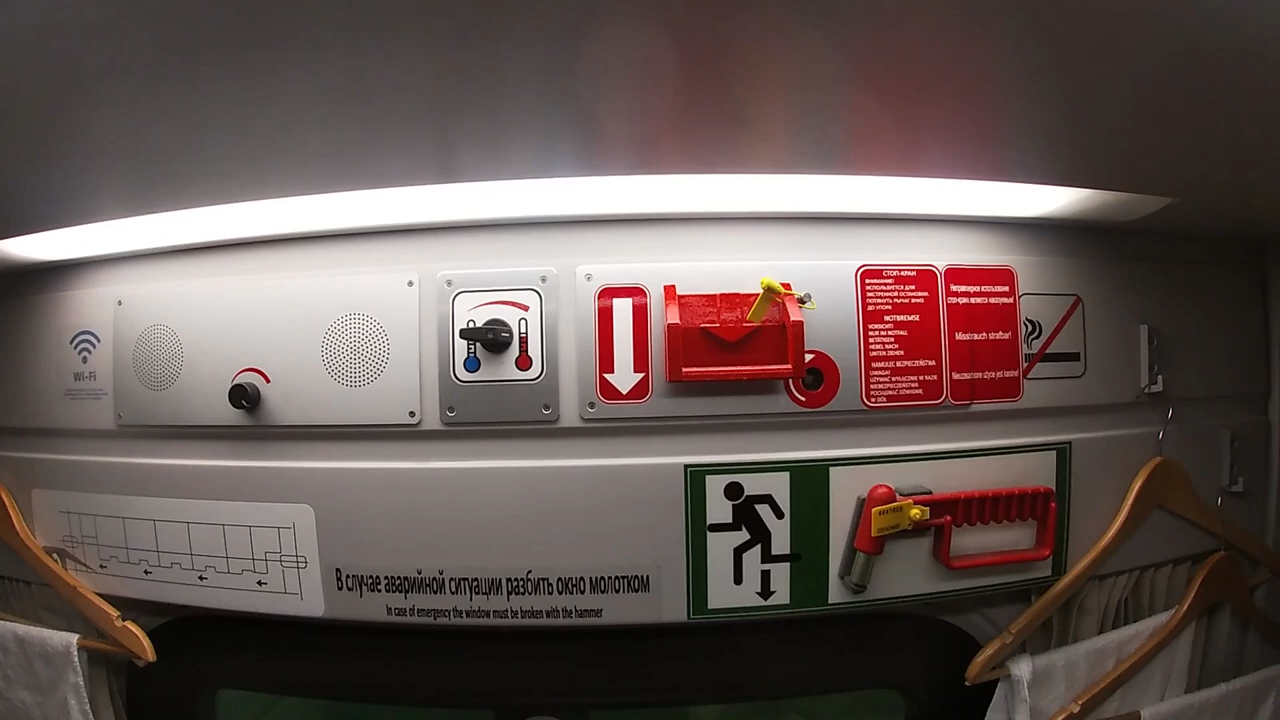 Wi-Fi
СТОП-КРАН
ВНИМАНИЕ!
ИСПОЛЬЗУЕТСЯ ДЛЯ
ЭКСТРЕННОЙ ОСТАНОВКИ.
ПОТЯНУТЬ РЫЧАГ ВНИЗ
ДО УПОРА
NOTBREMSE
VORSICHT!
NUR IM NOTFALL
BETÄTIGEN
HEBEL NACH
UNTEN ZIEHEN
HAMULEC BEZPIECZEŃSTWA
UWAGA!
UŻYWAĆ WYŁĄCZNIE W RAZIE
NIEBEZPIECZEŃSTWA
POCIĄGNĄĆ DŹWIGNIĘ
W DÓŁ
Неправомерное использование
стоп-крана является наказуемым!
Misstrauch strafbar!
Nieuzasadnione użycie jest karalne!
В случае аварийной ситуации разбить окно молотком
In case of emergency the window must be broken with the hammer